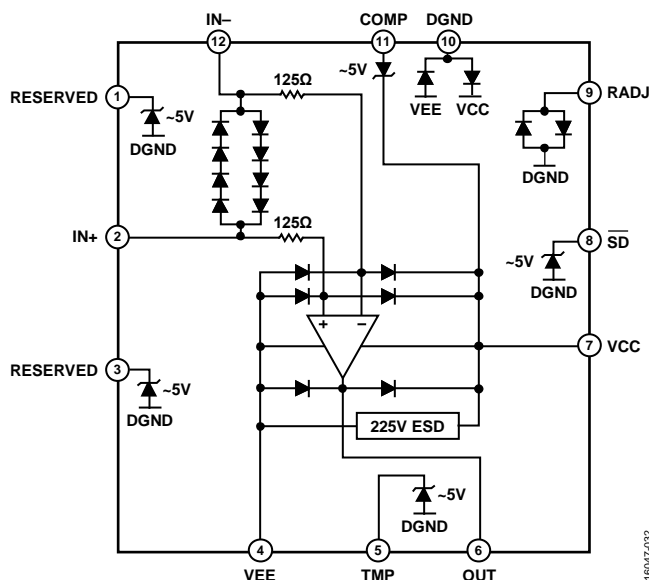 IN–
COMP
DGND
12
11
10
RESERVED
1
~5V
DGND
125Ω
~5V
VEE
VCC
9
RADJ
DGND
IN+
2
125Ω
8
SD
~5V
DGND
+
–
7
VCC
RESERVED
3
~5V
DGND
225V ESD
~5V
DGND
4
5
6
VEE
TMP
OUT
16047-032